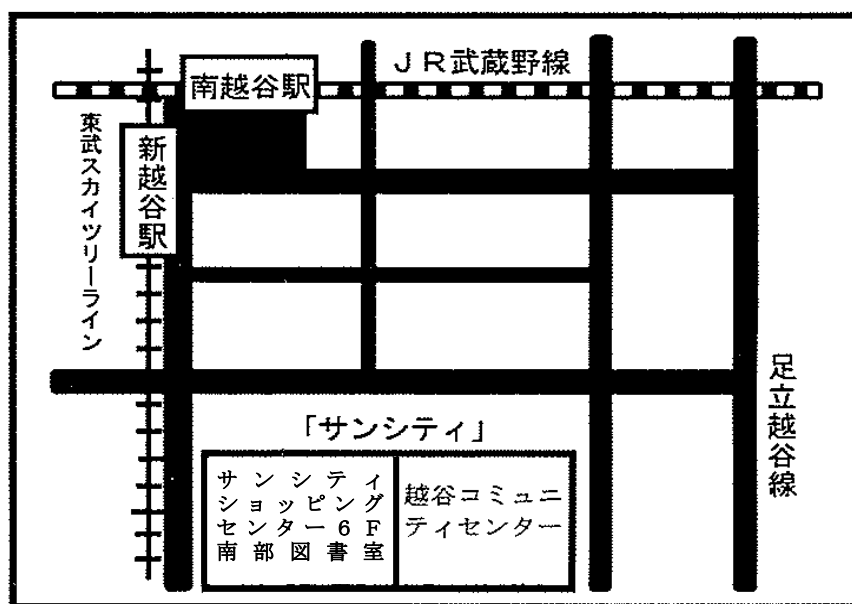 JR武蔵野線
南越谷駅
東武スカイツリーライン
新越谷駅
足立越谷線
「サンシティ」
サンシティ
ショッピング
センター6F
南部図書室
越谷コミュニ
ティセンター